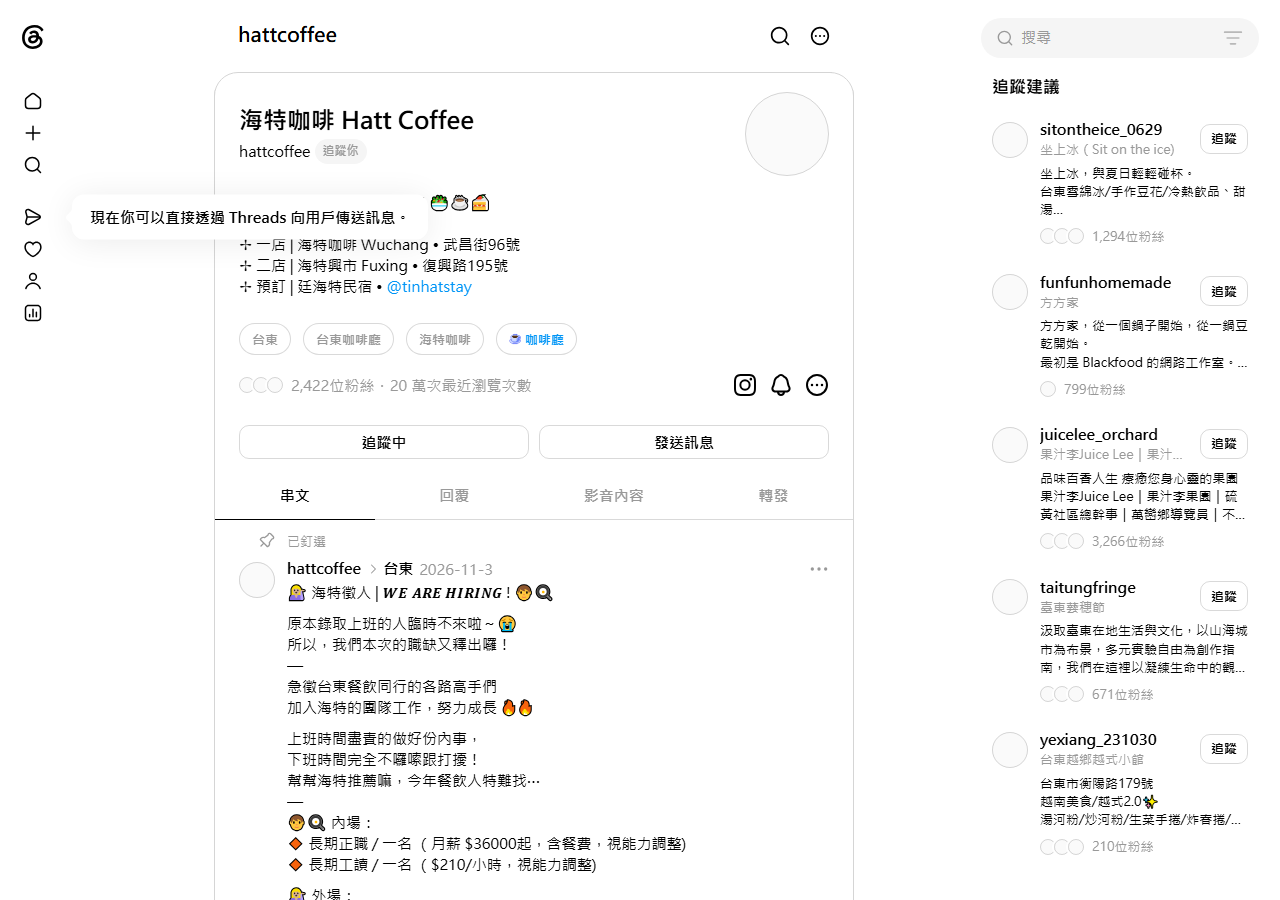 hattcoffee
海特咖啡 Hatt Coffee
hattcoffee 追蹤你
🥗☕🍰
現在你可以直接透過 Threads 向用戶傳送訊息。
✢ 一店 | 海特咖啡 Wuchang • 武昌街96號
✢ 二店 | 海特興市 Fuxing • 復興路195號
✢ 預訂 | 廷海特民宿 • @tinhatstay
台東 台東咖啡廳 海特咖啡 ☕ 咖啡廳
2,422位粉絲 · 20 萬次最近瀏覽次數
追蹤中 發送訊息
串文 回覆 影音內容 轉發
已釘選
hattcoffee > 台東 2026-11-3
💁‍♀️ 海特徵人 | 𝑾𝑬 𝑨𝑹𝑬 𝑯𝑰𝑹𝑰𝑵𝑮 ! 🧒🍳
原本錄取上班的人臨時不來啦～😭
所以，我們本次的職缺又釋出囉！
—
急徵台東餐飲同行的各路高手們
加入海特的團隊工作，努力成長 🔥🔥
上班時間盡責的做好份內事，
下班時間完全不囉嗦跟打擾！
幫幫海特推薦嘛，今年餐飲人特難找⋯
—
🧒🍳 內場：
🔸 長期正職 / 一名 （ 月薪 $36000起，含餐費，視能力調整)
🔸 長期工讀 / 一名 （ $210/小時，視能力調整)
💁‍♀️ 外場：
搜尋
追蹤建議
sitontheice_0629 追蹤
坐上冰 ( Sit on the ice)
坐上冰，與夏日輕輕碰杯。
台東雪綿冰/手作豆花/冷熱飲品、甜
湯...
1,294位粉絲
funfunhomemade 追蹤
方方家
方方家，從一個鍋子開始，從一鍋豆
乾開始。
最初是 Blackfood 的網路工作室。...
799位粉絲
juicelee_orchard 追蹤
果汁李Juice Lee｜果汁...
品味百香人生 療癒您身心靈的果園
果汁李Juice Lee｜果汁李果園｜硫
黃社區總幹事｜萬巒鄉導覽員｜不...
3,266位粉絲
taitungfringe 追蹤
臺東藝穗節
汲取臺東在地生活與文化，以山海城
市為布景，多元實驗自由為創作指
南，我們在這裡以凝練生命中的觀...
671位粉絲
yexiang_231030 追蹤
台東越鄉越式小館
台東市衡陽路179號
越南美食/越式2.0✨
湯河粉/炒河粉/生菜手捲/炸春捲/...
210位粉絲